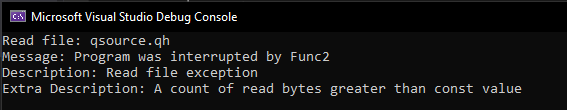 Microsoft Visual Studio Debug Console
Read file: qsource.qh
Message: Program was interrupted by Func2
Description: Read file exception
Extra Description: A count of read bytes greater than const value